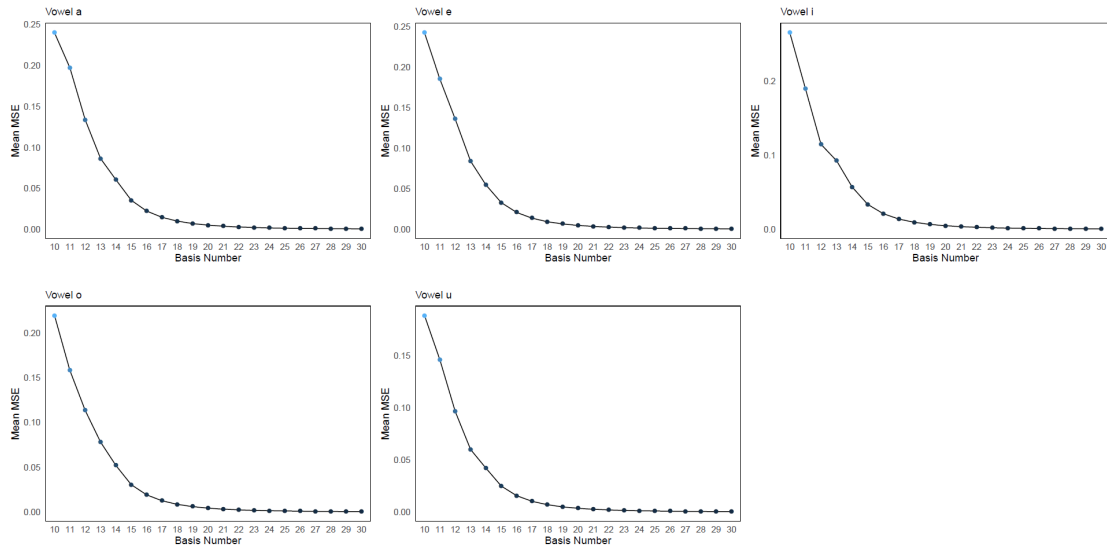 Vowel a
Mean MSE
0.25
0.20
0.15
0.10
0.05
0.00
10 11 12 13 14 15 16 17 18 19 20 21 22 23 24 25 26 27 28 29 30
Basis Number
Vowel e
Mean MSE
0.25
0.20
0.15
0.10
0.05
0.00
10 11 12 13 14 15 16 17 18 19 20 21 22 23 24 25 26 27 28 29 30
Basis Number
Vowel i
Mean MSE
0.2
0.1
0.0
10 11 12 13 14 15 16 17 18 19 20 21 22 23 24 25 26 27 28 29 30
Basis Number
Vowel o
Mean MSE
0.20
0.15
0.10
0.05
0.00
10 11 12 13 14 15 16 17 18 19 20 21 22 23 24 25 26 27 28 29 30
Basis Number
Vowel u
Mean MSE
0.15
0.10
0.05
0.00
10 11 12 13 14 15 16 17 18 19 20 21 22 23 24 25 26 27 28 29 30
Basis Number